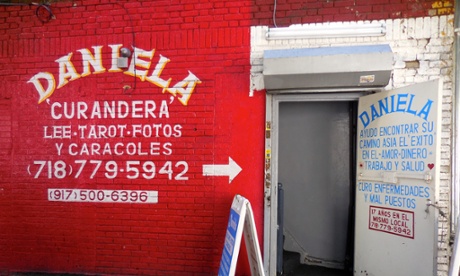 DANIELA
"CURANDERA"
LEE-TAROT-FOTOS
Y CARACOLES
(718)779-5942
(917)500-6396
DANIELA
AYUDO ENCONTRAR SU
CAMINO ASIA EL EXITO
EN EL-AMOR-DINERO-
TRABAJO Y SALUD
CURO ENFERMEDADES
Y MAL PUESTOS
17 AÑOS EN EL
MISMO LOCAL
718-779-5942